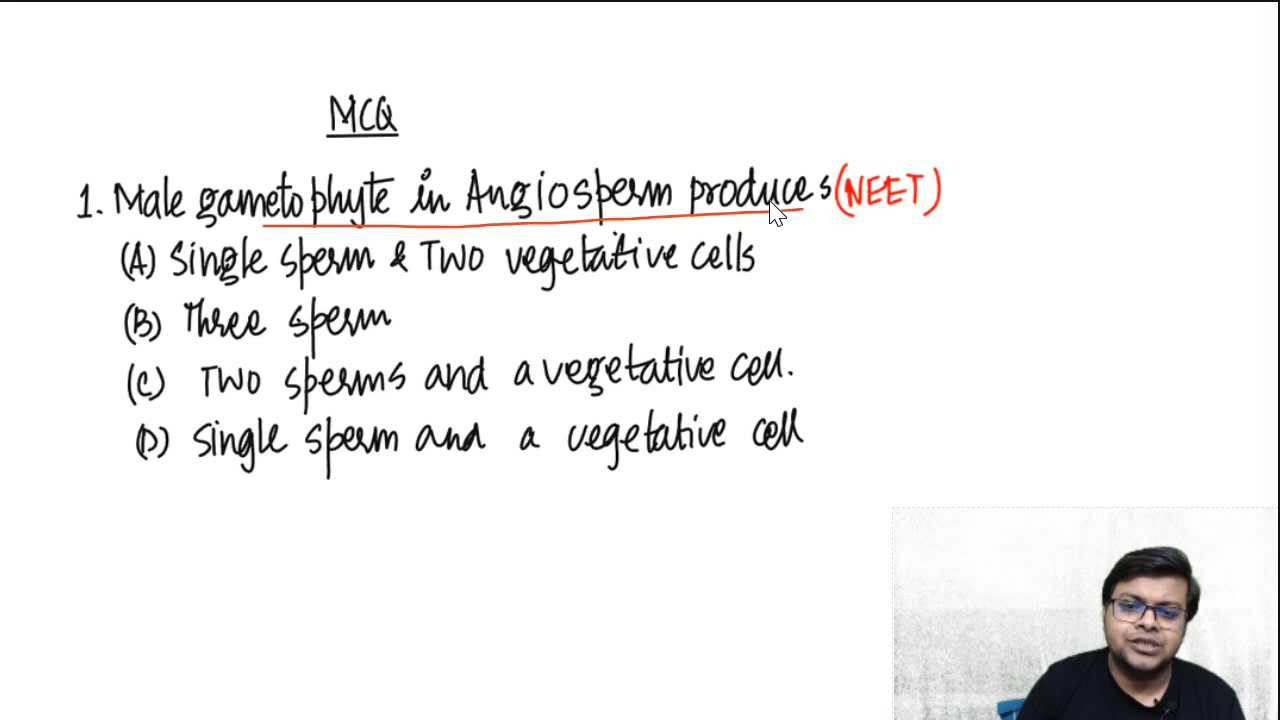 MCQ
1. Male gametophyte in Angiosperm produces (NEET)
(A) Single sperm & Two vegetative cells
(B) Three sperm
(C) Two sperms and a vegetative cell.
(D) Single sperm and a vegetative cell